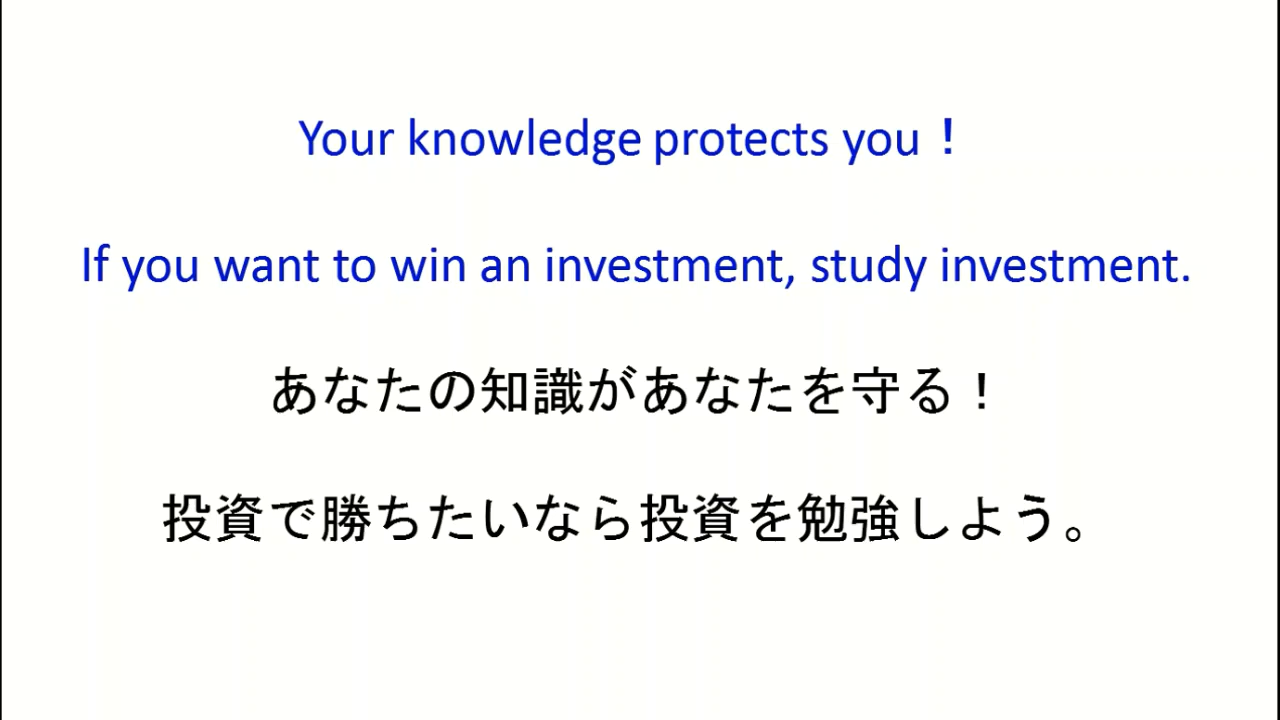 Your knowledge protects you！
If you want to win an investment, study investment.
あなたの知識があなたを守る！
投資で勝ちたいなら投資を勉強しよう。